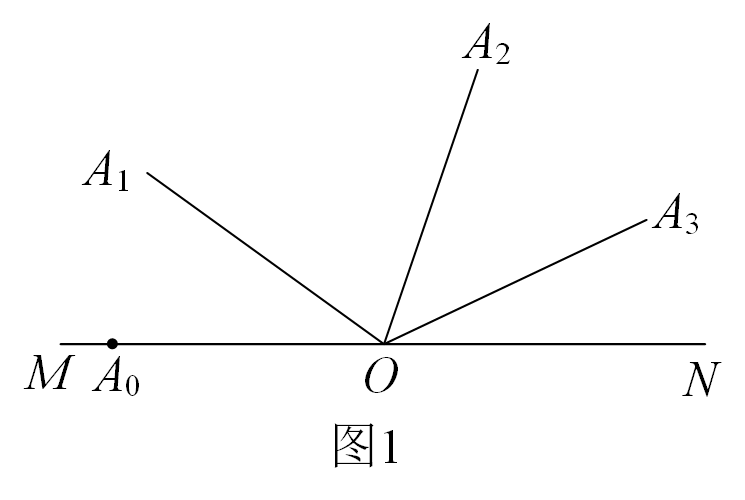 A₂
A₁
A₃
M A₀ O N
图1